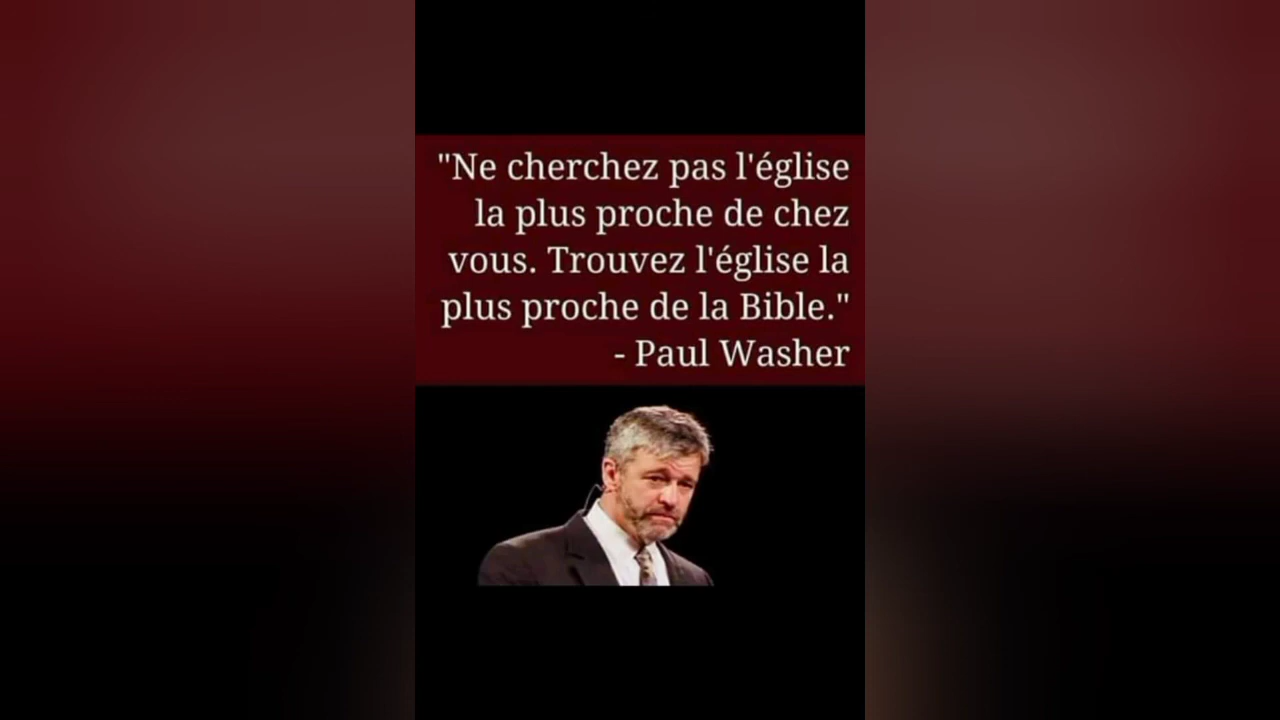 "Ne cherchez pas l'église
la plus proche de chez
vous. Trouvez l'église la
plus proche de la Bible."
- Paul Washer